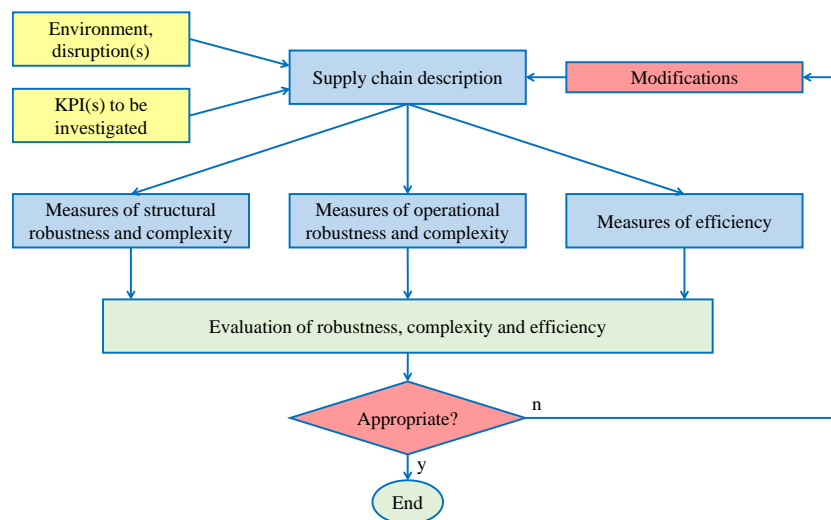 Environment,
disruption(s)
Supply chain description
Modifications
KPI(s) to be
investigated
Measures of structural
robustness and complexity
Measures of operational
robustness and complexity
Measures of efficiency
Evaluation of robustness, complexity and efficiency
Appropriate?
n
y
End